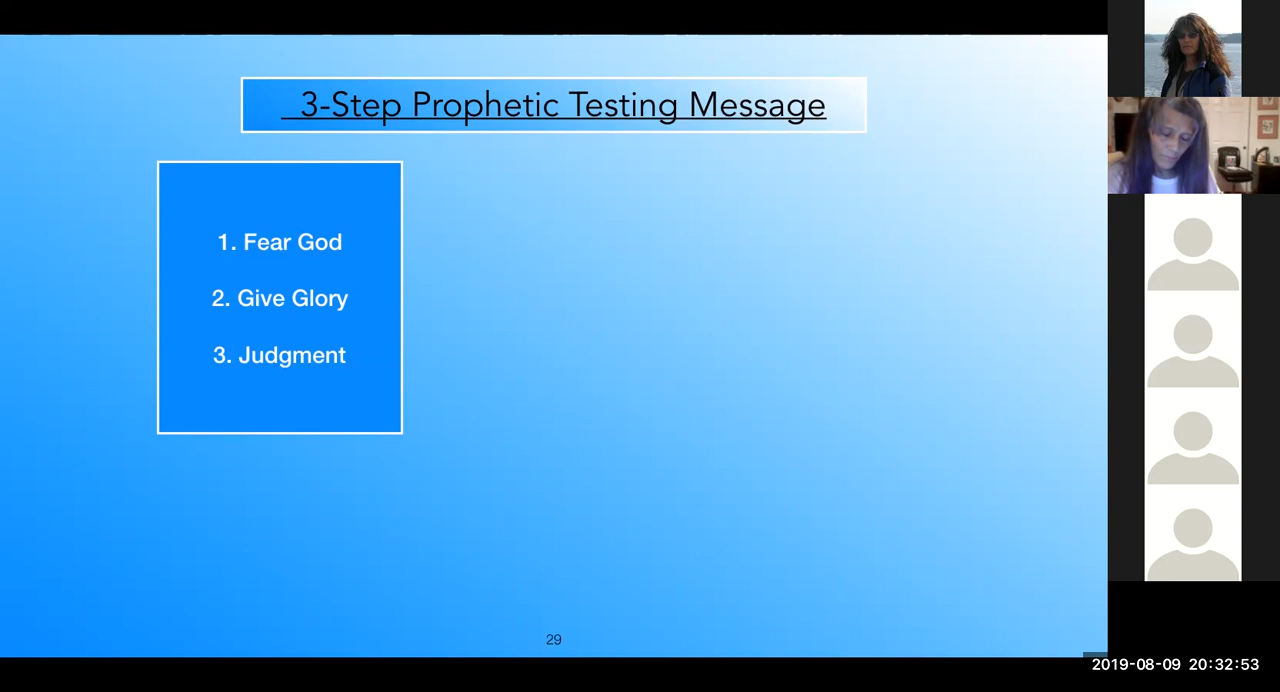 3-Step Prophetic Testing Message
1. Fear God
2. Give Glory
3. Judgment
29
2019-08-09 20:32:53